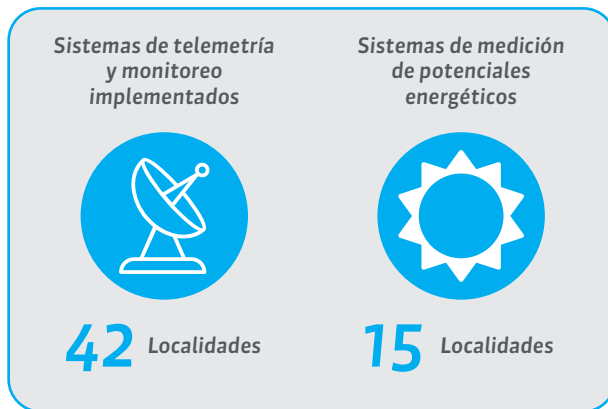 Sistemas de telemetría
y monitoreo
implementados
42 Localidades
Sistemas de medición
de potenciales
energéticos
15 Localidades